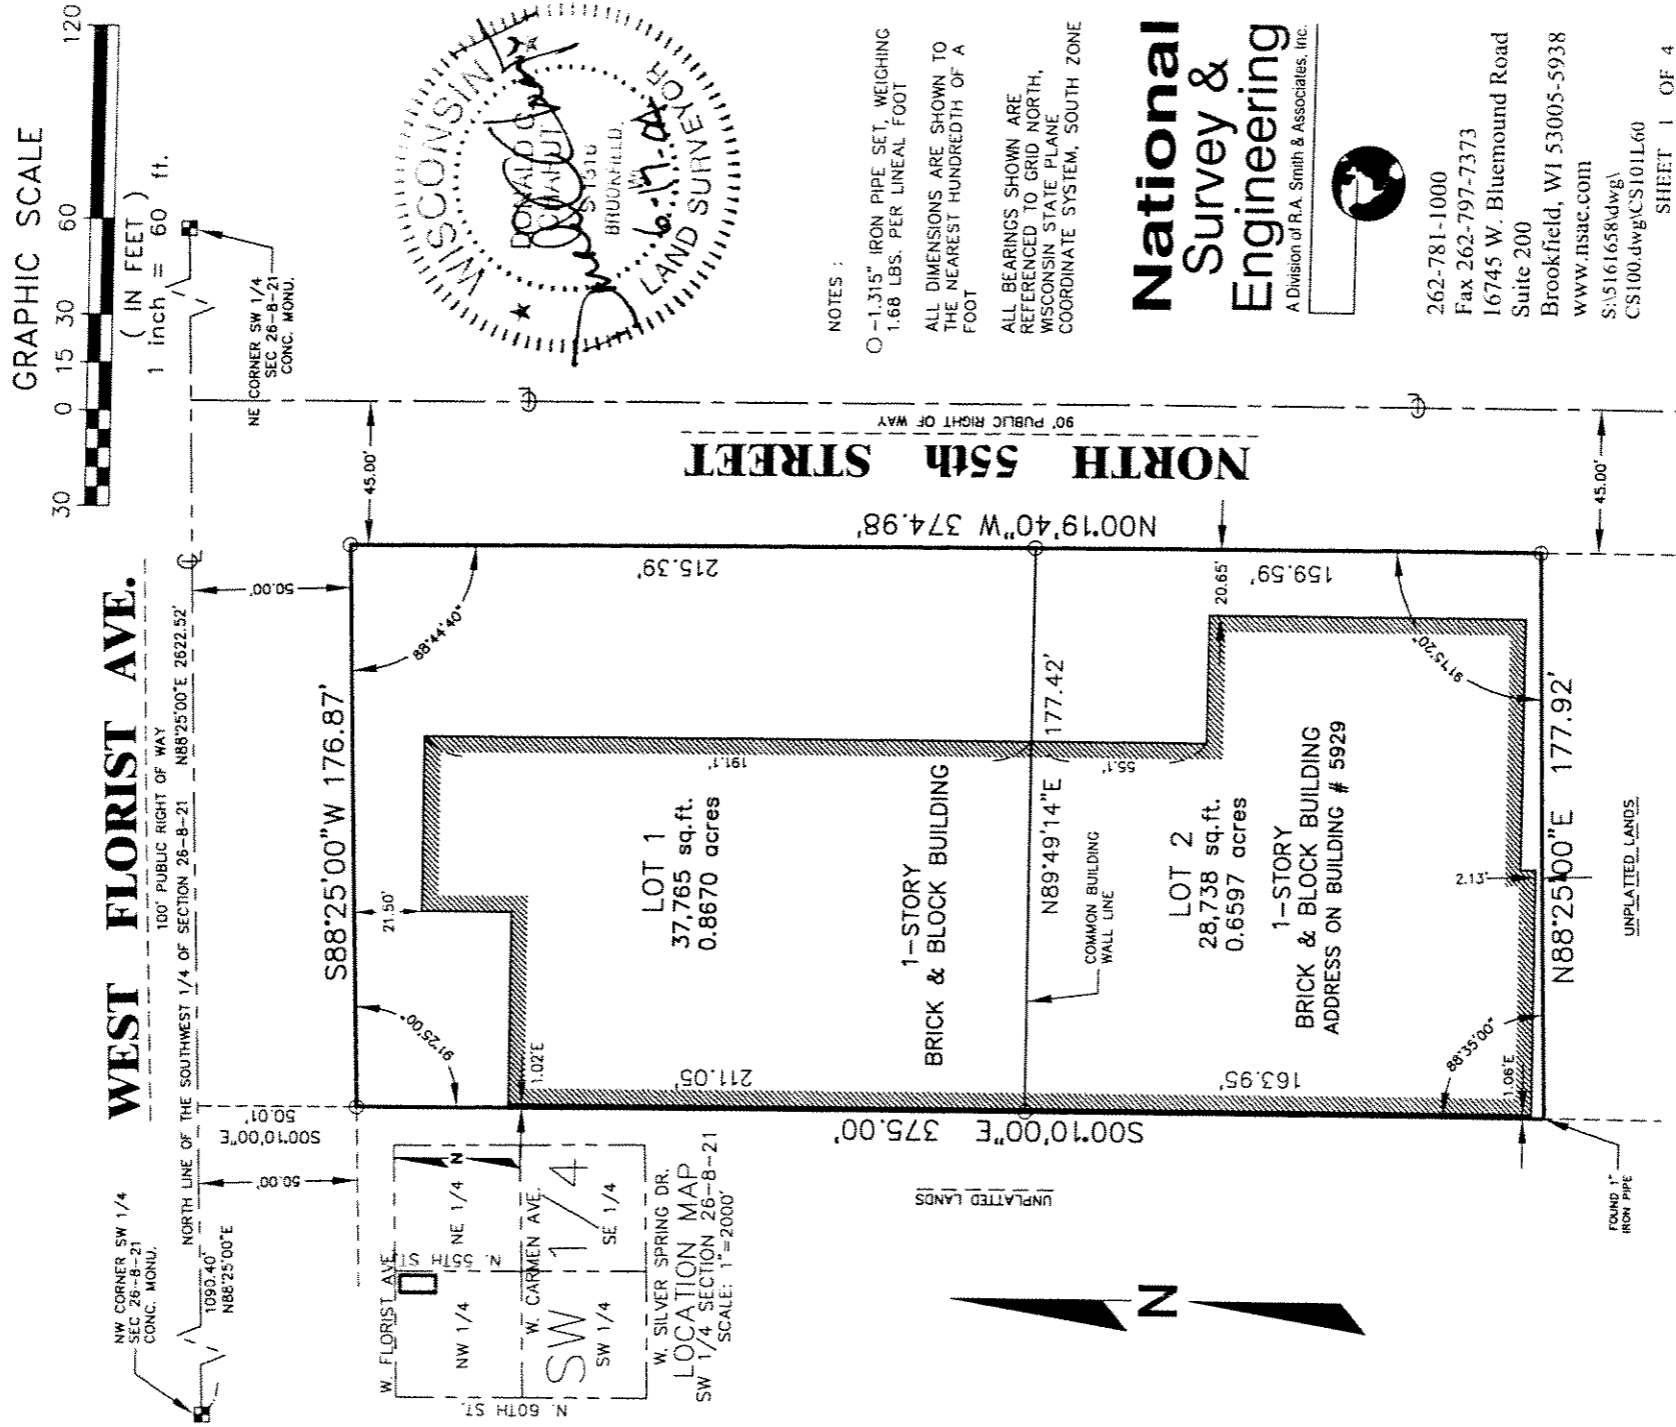 GRAPHIC SCALE
30 0 15 30 60 120
( IN FEET )
1 inch = 60 ft.
WEST FLORIST AVE.
100' PUBLIC RIGHT OF WAY
NORTH LINE OF THE SOUTHWEST 1/4 OF SECTION 26-8-21 N88°25'00"E 2622.52'
NW CORNER SW 1/4
SEC 26-8-21
CONC. MONU.
1090.40'
N88°25'00"E
NE CORNER SW 1/4
SEC 26-8-21
CONC. MONU.
S00°10'00"E
50.01'
50.00'
50.00'
45.00'
S88°25'00"W 176.87'
91°25'00"
88°44'40"
21.50'
1.02'E
NORTH 55th STREET
90' PUBLIC RIGHT OF WAY
N00°19'40"W 374.98'
215.39'
159.59'
191.1'
55.1'
LOT 1
37,765 sq.ft.
0.8670 acres
1-STORY
BRICK & BLOCK BUILDING
211.05'
163.95'
S00°10'00"E 375.00'
N89°49'14"E 177.42'
COMMON BUILDING
WALL LINE
LOT 2
28,738 sq.ft.
0.6597 acres
1-STORY
BRICK & BLOCK BUILDING
ADDRESS ON BUILDING # 5929
20.65'
91°15'20"
88°35'00"
2.13'
1.06'E
N88°25'00"E 177.92'
45.00'
UNPLATTED LANDS
UNPLATTED LANDS
FOUND 1"
IRON PIPE
W. FLORIST AVE.
NW 1/4
NE 1/4
N
N. 55TH ST.
N. 60TH ST.
W. CARMEN AVE.
SW 1/4
SW 1/4
SE 1/4
W. SILVER SPRING DR.
LOCATION MAP
SW 1/4 SECTION 26-8-21
SCALE: 1"=2000'
N
WISCONSIN
RONALD
S-1316
BROOKFIELD,
WI
LAND SURVEYOR
NOTES :
O -1.315" IRON PIPE SET, WEIGHING
1.68 LBS. PER LINEAL FOOT
ALL DIMENSIONS ARE SHOWN TO
THE NEAREST HUNDREDTH OF A
FOOT
ALL BEARINGS SHOWN ARE
REFERENCED TO GRID NORTH,
WISCONSIN STATE PLANE
COORDINATE SYSTEM, SOUTH ZONE
National
Survey &
Engineering
A Division of R.A. Smith & Associates, Inc.
262-781-1000
Fax 262-797-7373
16745 W. Bluemound Road
Suite 200
Brookfield, WI 53005-5938
www.nsae.com
S:\5161658\dwg\
CS100.dwg\CS101L60
SHEET 1 OF 4